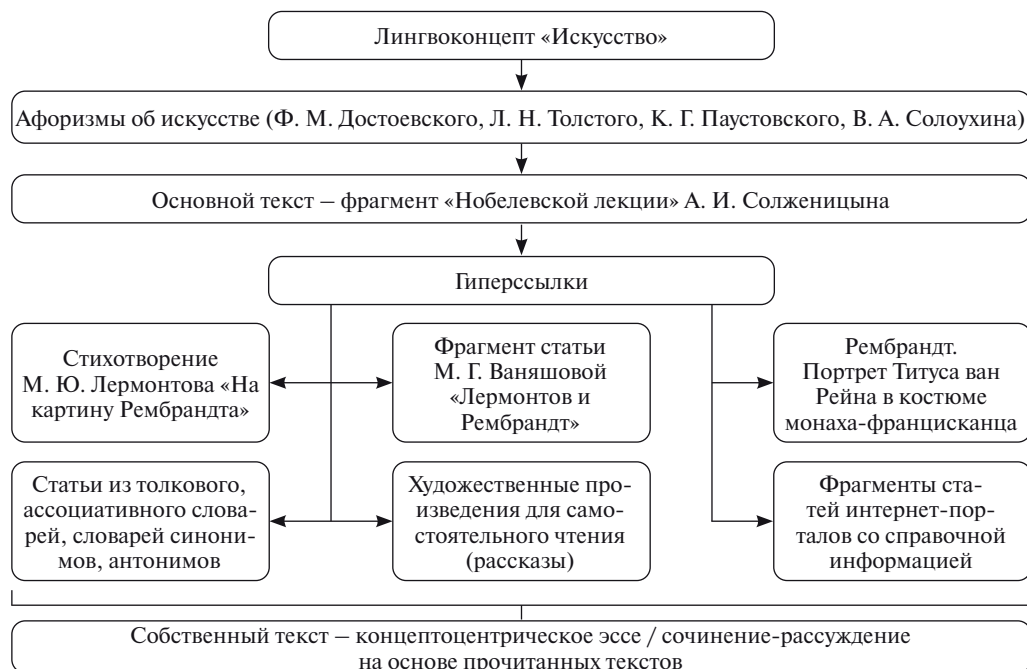 Лингвоконцепт «Искусство»
Афоризмы об искусстве (Ф. М. Достоевского, Л. Н. Толстого, К. Г. Паустовского, В. А. Солоухина)
Основной текст – фрагмент «Нобелевской лекции» А. И. Солженицына
Гиперссылки
Стихотворение
М. Ю. Лермонтова «На
картину Рембрандта»
Фрагмент статьи
М. Г. Ваняшовой
«Лермонтов и
Рембрандт»
Рембрандт.
Портрет Титуса ван
Рейна в костюме
монаха-францисканца
Статьи из толкового,
ассоциативного слова-
рей, словарей синони-
мов, антонимов
Художественные про-
изведения для само-
стоятельного чтения
(рассказы)
Фрагменты ста-
тей интернет-пор-
талов со справочной
информацией
Собственный текст – концептоцентрическое эссе / сочинение-рассуждение
на основе прочитанных текстов